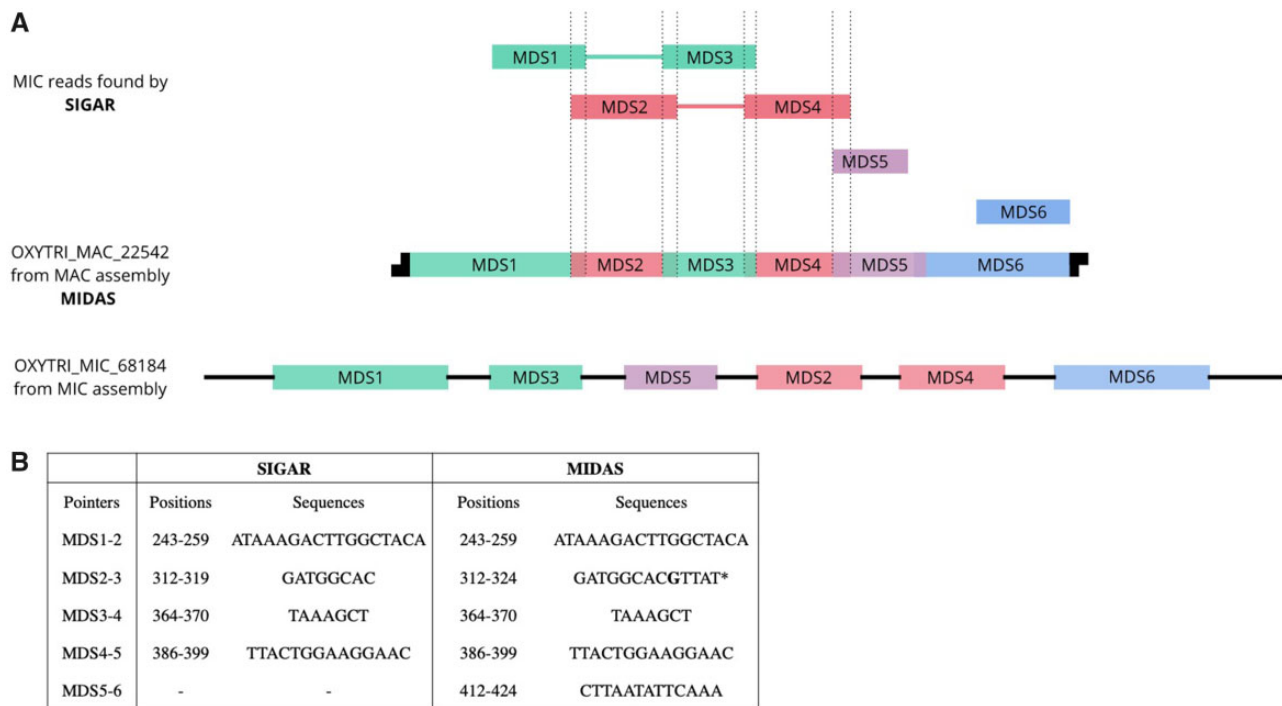 A
MIC reads found by
SIGAR
MDS1 MDS3
MDS2 MDS4
MDS5
MDS6
OXYTRI_MAC_22542
from MAC assembly
MIDAS
MDS1 MDS2 MDS3 MDS4 MDS5 MDS6
OXYTRI_MIC_68184
from MIC assembly
MDS1 MDS3 MDS5 MDS2 MDS4 MDS6
B
SIGAR MIDAS
Pointers Positions Sequences Positions Sequences
MDS1-2 243-259 ATAAAGACTTGGCTACA 243-259 ATAAAGACTTGGCTACA
MDS2-3 312-319 GATGGCAC 312-324 GATGGCACGTTAT*
MDS3-4 364-370 TAAAGCT 364-370 TAAAGCT
MDS4-5 386-399 TTACTGGAAGGAAC 386-399 TTACTGGAAGGAAC
MDS5-6 - - 412-424 CTTAATATTCAAA